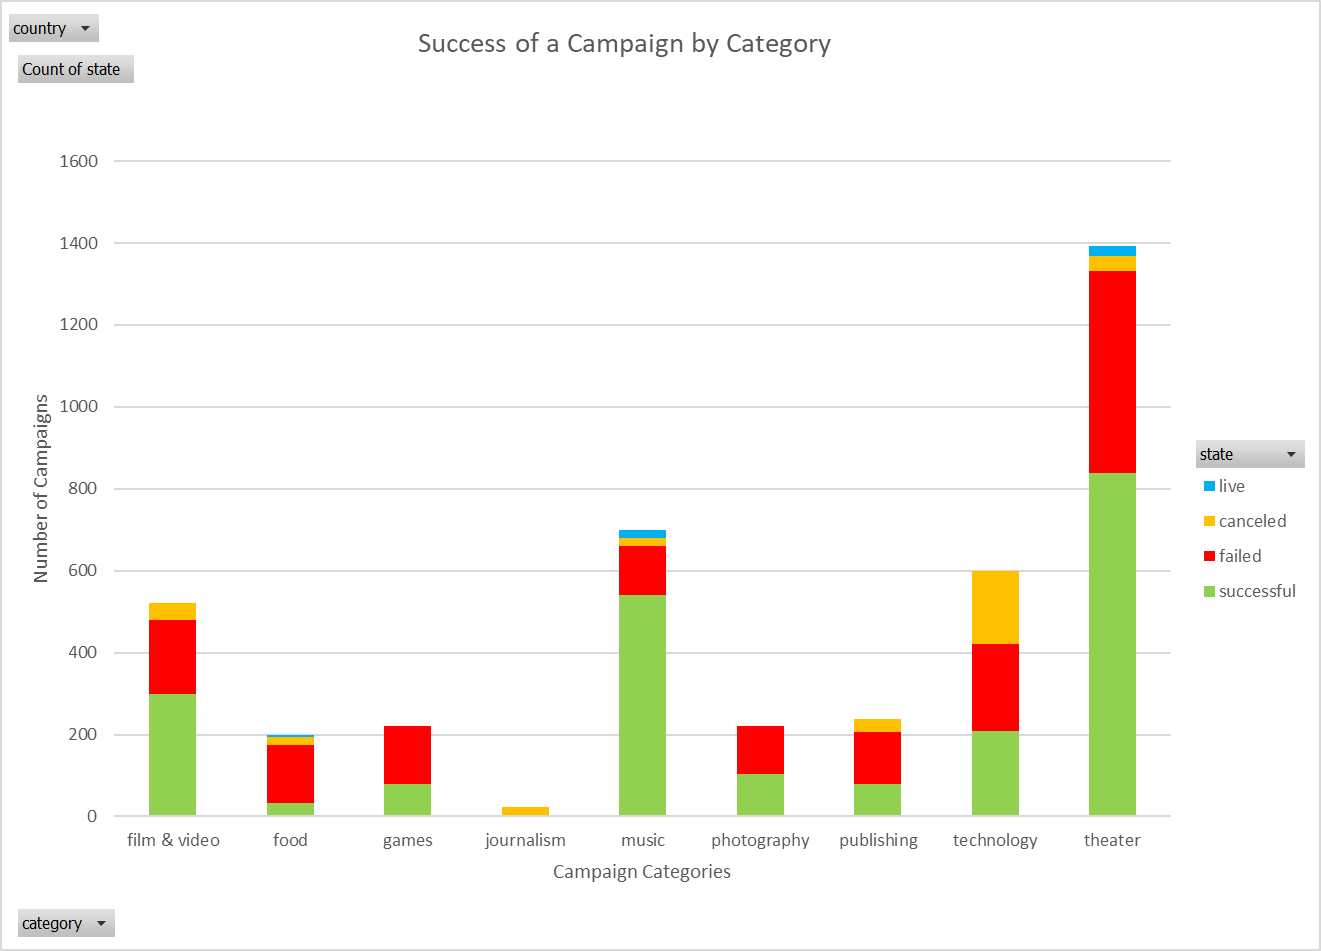 country
Success of a Campaign by Category
Count of state
1600
1400
1200
1000
800
600
400
200
0
Number of Campaigns
film & video
food
games
journalism
music
photography
publishing
technology
theater
Campaign Categories
state
live
canceled
failed
successful
category